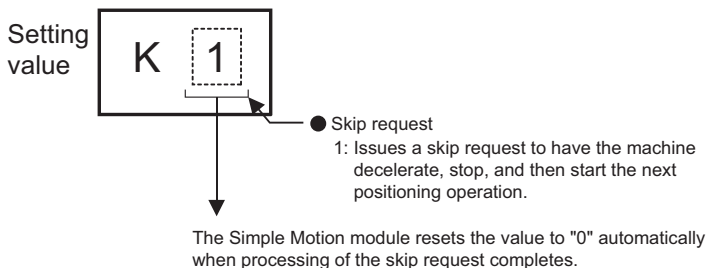 Setting
value
K 1
● Skip request
1: Issues a skip request to have the machine
decelerate, stop, and then start the next
positioning operation.
The Simple Motion module resets the value to "0" automatically
when processing of the skip request completes.